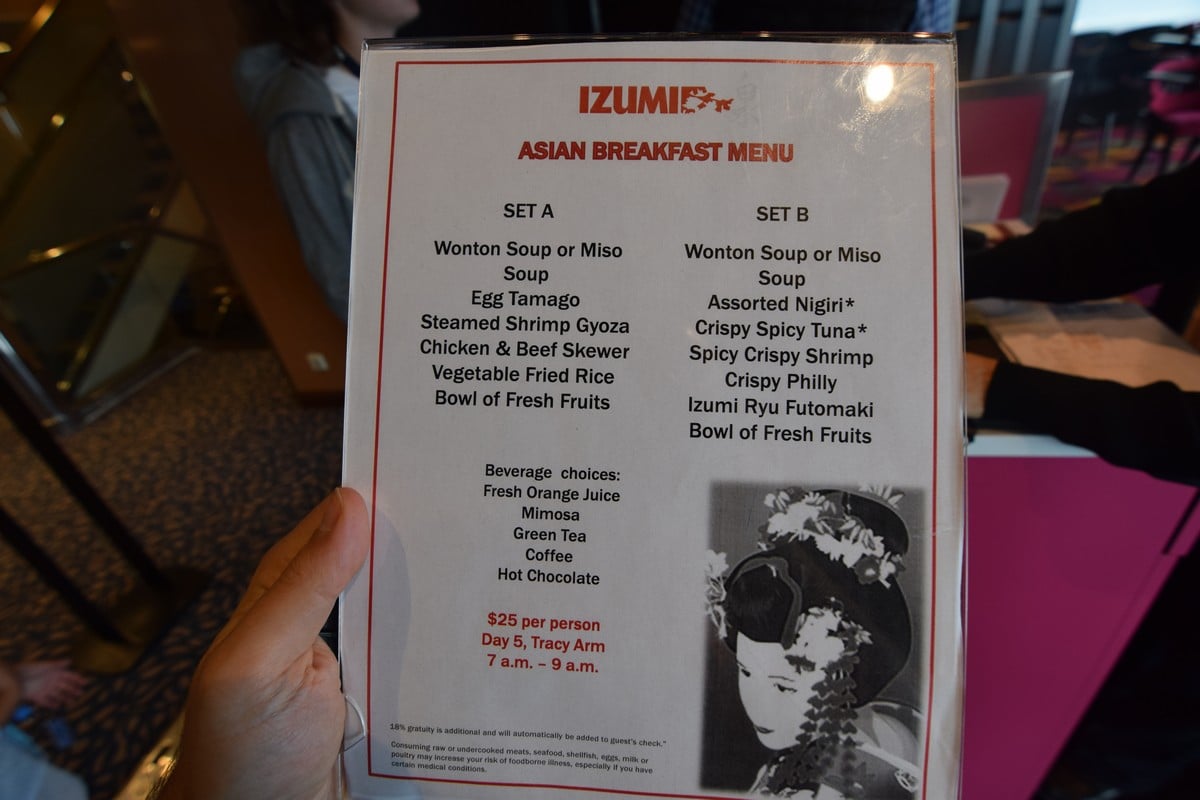 IZUMI
ASIAN BREAKFAST MENU
SET A
Wonton Soup or Miso
Soup
Egg Tamago
Steamed Shrimp Gyoza
Chicken & Beef Skewer
Vegetable Fried Rice
Bowl of Fresh Fruits
SET B
Wonton Soup or Miso
Soup
Assorted Nigiri*
Crispy Spicy Tuna*
Spicy Crispy Shrimp
Crispy Philly
Izumi Ryu Futomaki
Bowl of Fresh Fruits
Beverage choices:
Fresh Orange Juice
Mimosa
Green Tea
Coffee
Hot Chocolate
$25 per person
Day 5, Tracy Arm
7 a.m. – 9 a.m.
18% gratuity is additional and will automatically be added to guest's check."
Consuming raw or undercooked meats, seafood, shellfish, eggs, milk or
poultry may increase your risk of foodborne illness, especially if you have
certain medical conditions.